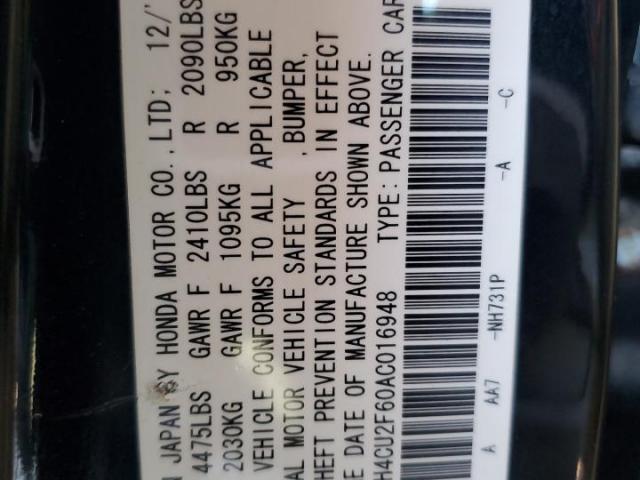 JAPAN BY HONDA MOTOR CO.,LTD; 12/
4475LBS GAWR F 2410LBS R 2090LBS
2030KG GAWR F 1095KG R 950KG
VEHICLE CONFORMS TO ALL APPLICABLE
AL MOTOR VEHICLE SAFETY , BUMPER,
HEFT PREVENTION STANDARDS IN EFFECT
E DATE OF MANUFACTURE SHOWN ABOVE.
H4CU2F60AC016948 TYPE: PASSENGER CAR
A AA7 -NH731P -A -C